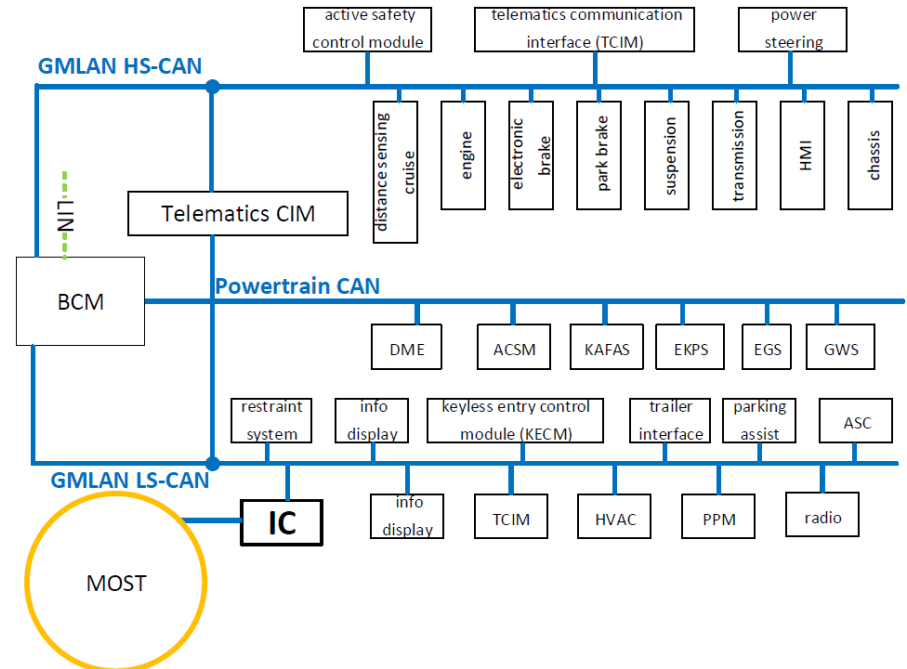 active safety
control module
telematics communication
interface (TCIM)
power
steering
GMLAN HS-CAN
distance sensing
cruise
engine
electronic
brake
park brake
suspension
transmission
HMI
chassis
LIN
Telematics CIM
BCM
Powertrain CAN
DME
ACSM
KAFAS
EKPS
EGS
GWS
restraint
system
info
display
keyless entry control
module (KECM)
trailer
interface
parking
assist
ASC
GMLAN LS-CAN
IC
info
display
TCIM
HVAC
PPM
radio
MOST